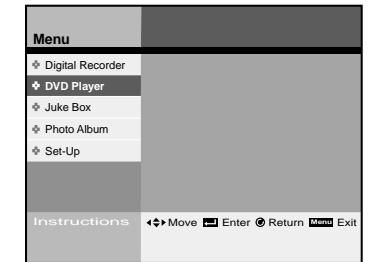 Menu
Digital Recorder
DVD Player
Juke Box
Photo Album
Set-Up
Instructions Move Enter Return Menu Exit